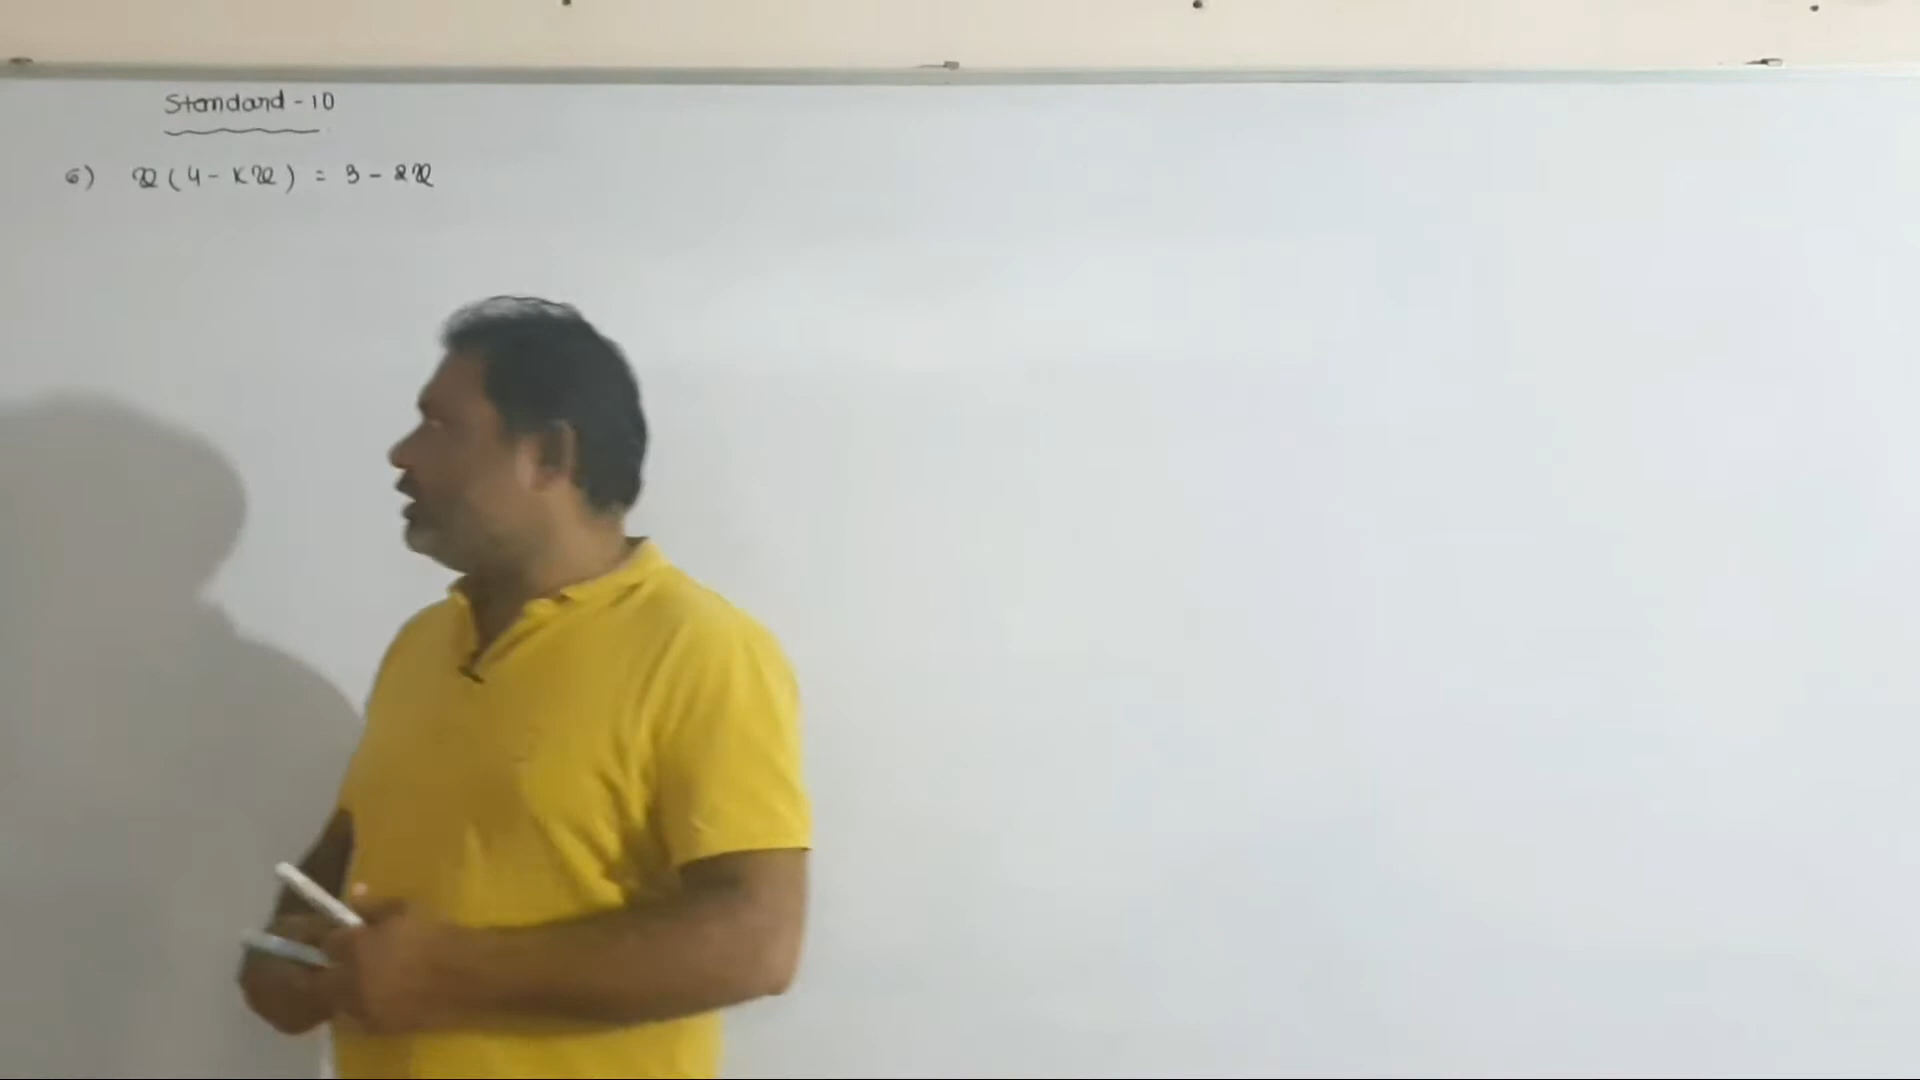 Standard - 10
6) x (4 - Kx) = 3 - 2x